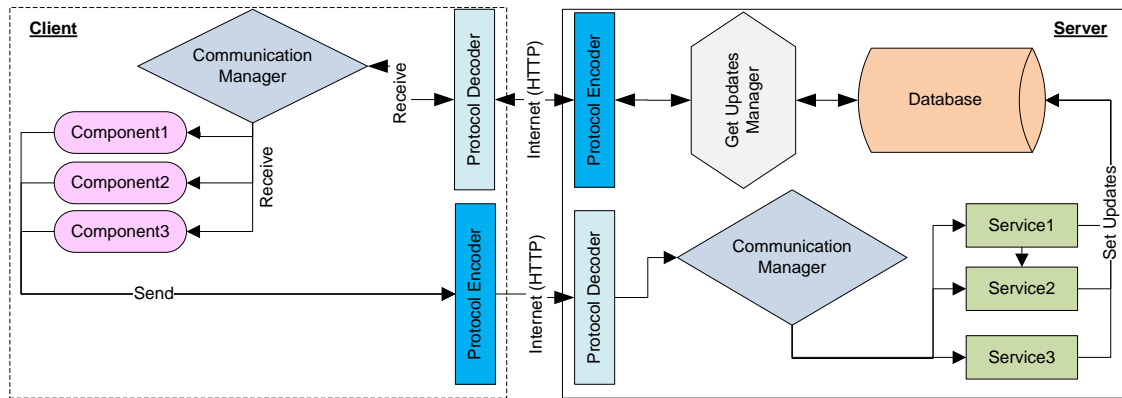 Client
Communication
Manager
Receive
Protocol Decoder
Internet (HTTP)
Protocol Encoder
Get Updates
Manager
Database
Server
Component1
Component2
Component3
Receive
Send
Protocol Encoder
Internet (HTTP)
Protocol Decoder
Communication
Manager
Service1
Service2
Service3
Set Updates